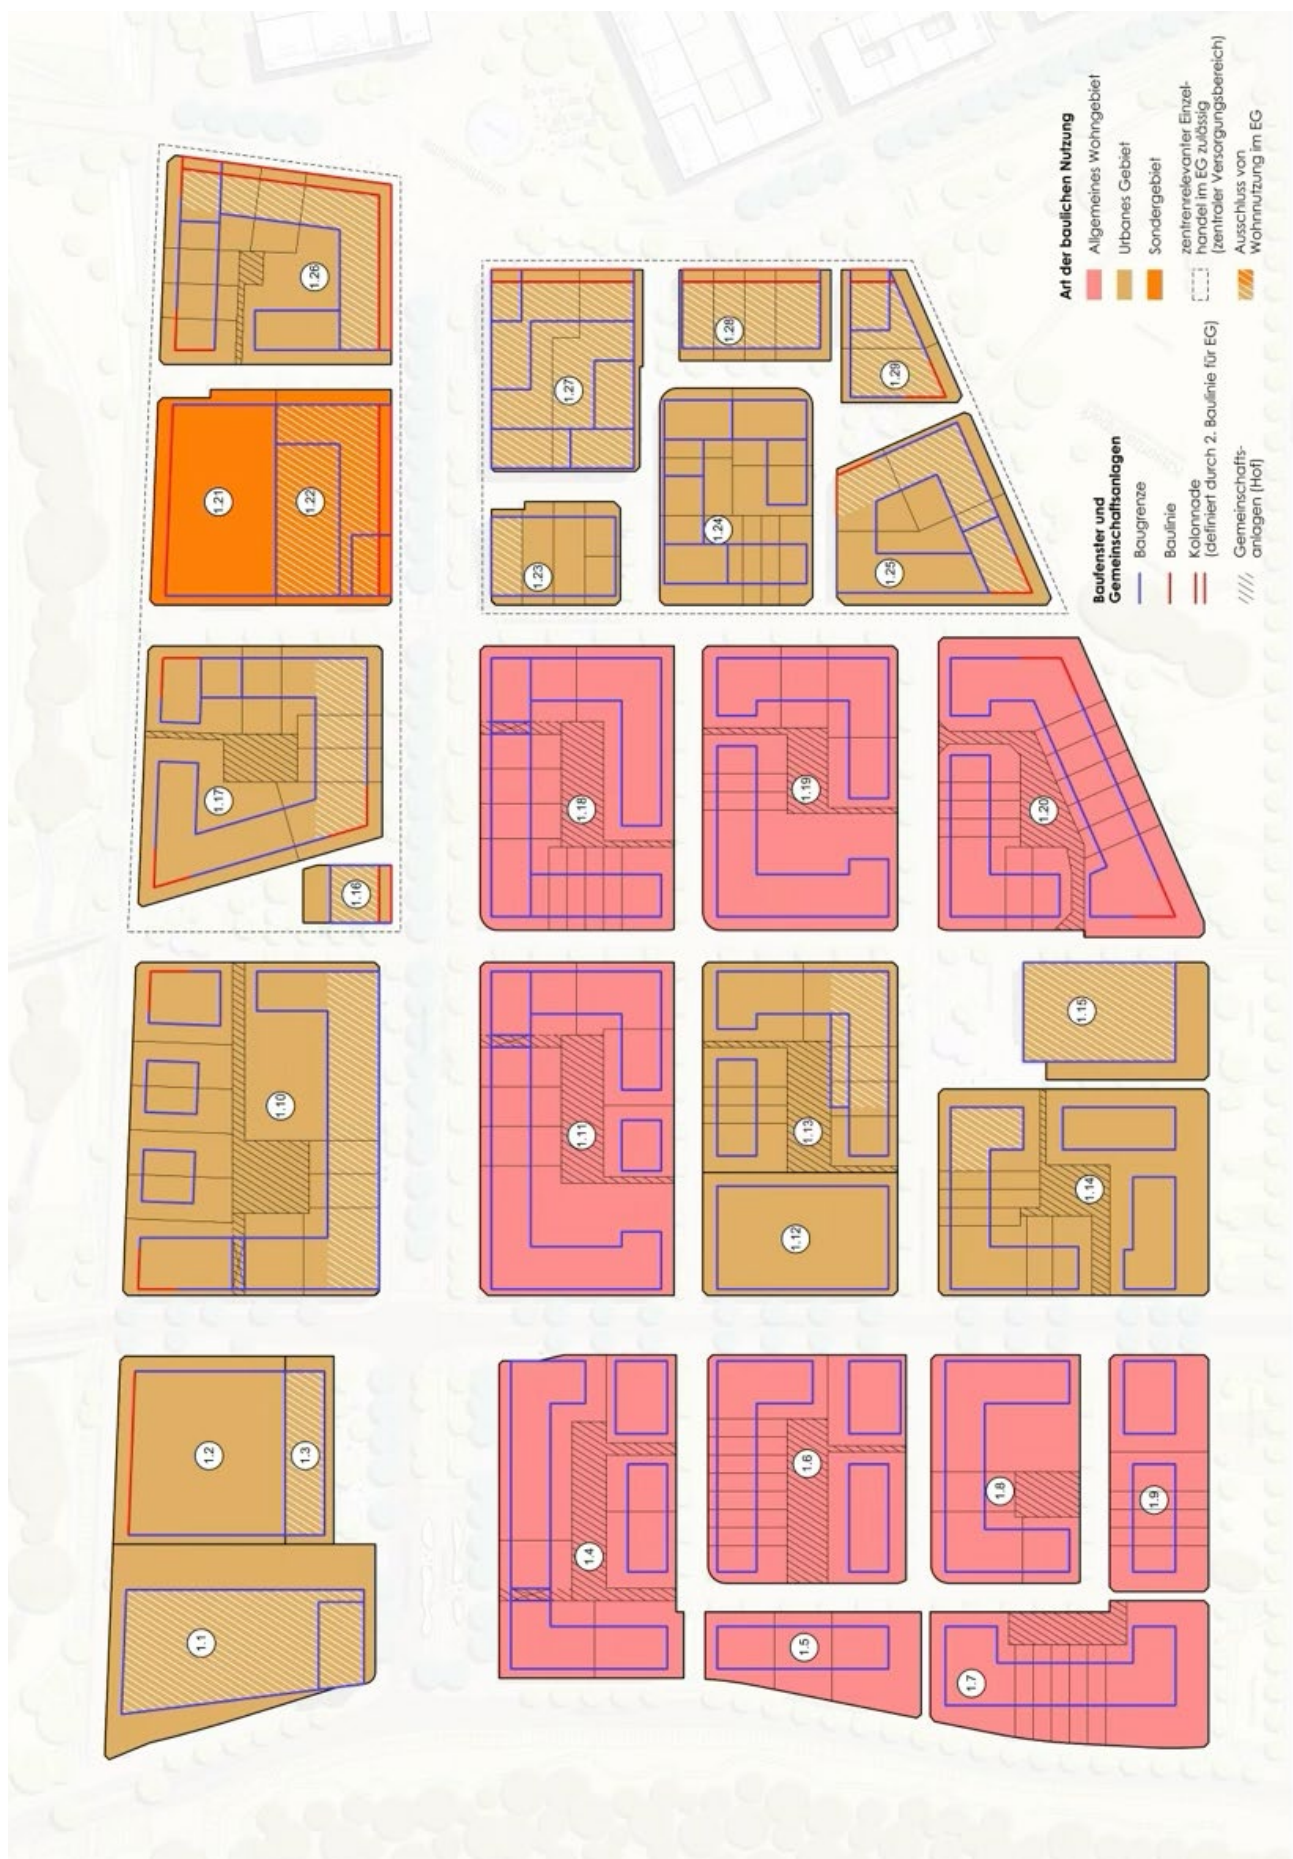 1.1
1.2
1.3
1.4
1.5
1.6
1.7
1.8
1.9
1.10
1.11
1.12
1.13
1.14
1.15
1.16
1.17
1.18
1.19
1.20
1.21
1.22
1.23
1.24
1.25
1.26
1.27
1.28
1.29
Baufenster und
Gemeinschaftsanlagen
Baugrenze
Baulinie
Kolonnade
(definiert durch 2. Baulinie für EG)
Gemeinschafts-
anlagen (Hof)
Art der baulichen Nutzung
Allgemeines Wohngebiet
Urbanes Gebiet
Sondergebiet
zentrenrelevanter Einzel-
handel im EG zulässig
(zentraler Versorgungsbereich)
Ausschluss von
Wohnnutzung im EG